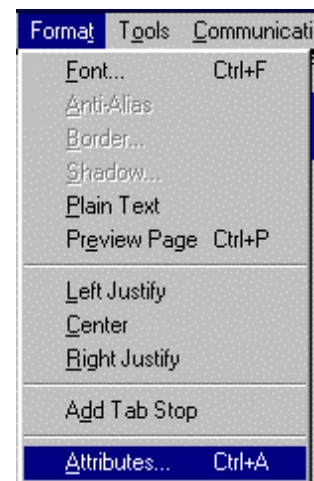 Format Tools Communicati
Font... Ctrl+F
Anti-Alias
Border...
Shadow...
Plain Text
Preview Page Ctrl+P
Left Justify
Center
Right Justify
Add Tab Stop
Attributes... Ctrl+A